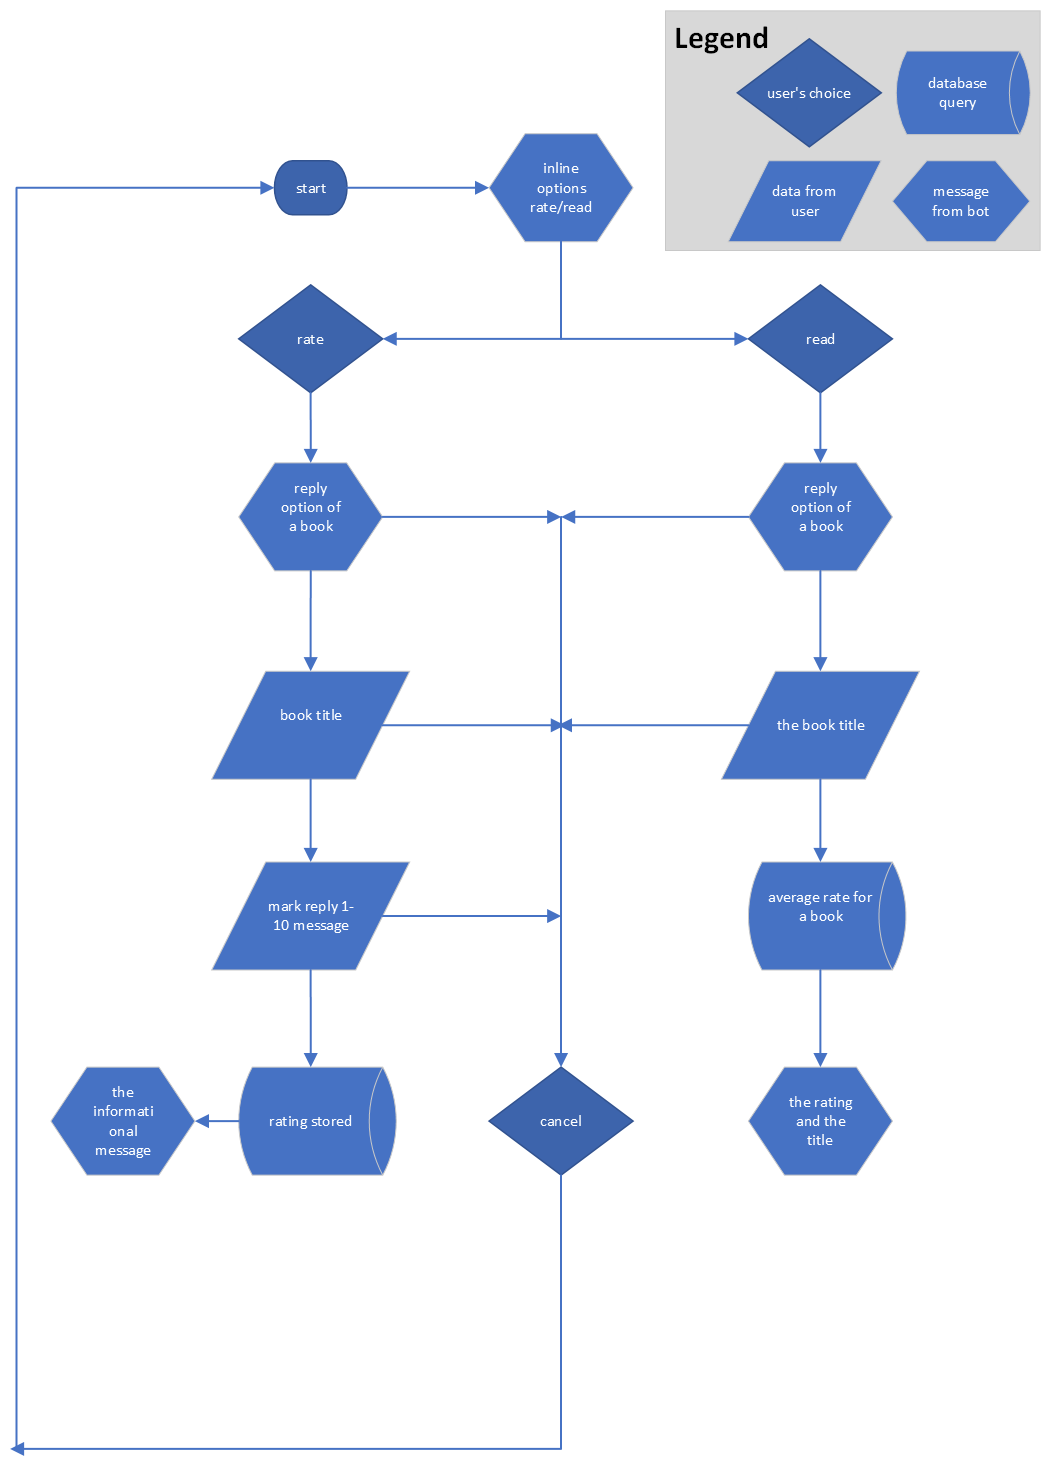 Legend
user's choice
database
query
data from
user
message
from bot
start
inline
options
rate/read
rate
read
reply
option of
a book
reply
option of
a book
book title
the book title
mark reply 1-
10 message
average rate for
a book
the
informati
onal
message
rating stored
cancel
the rating
and the
title